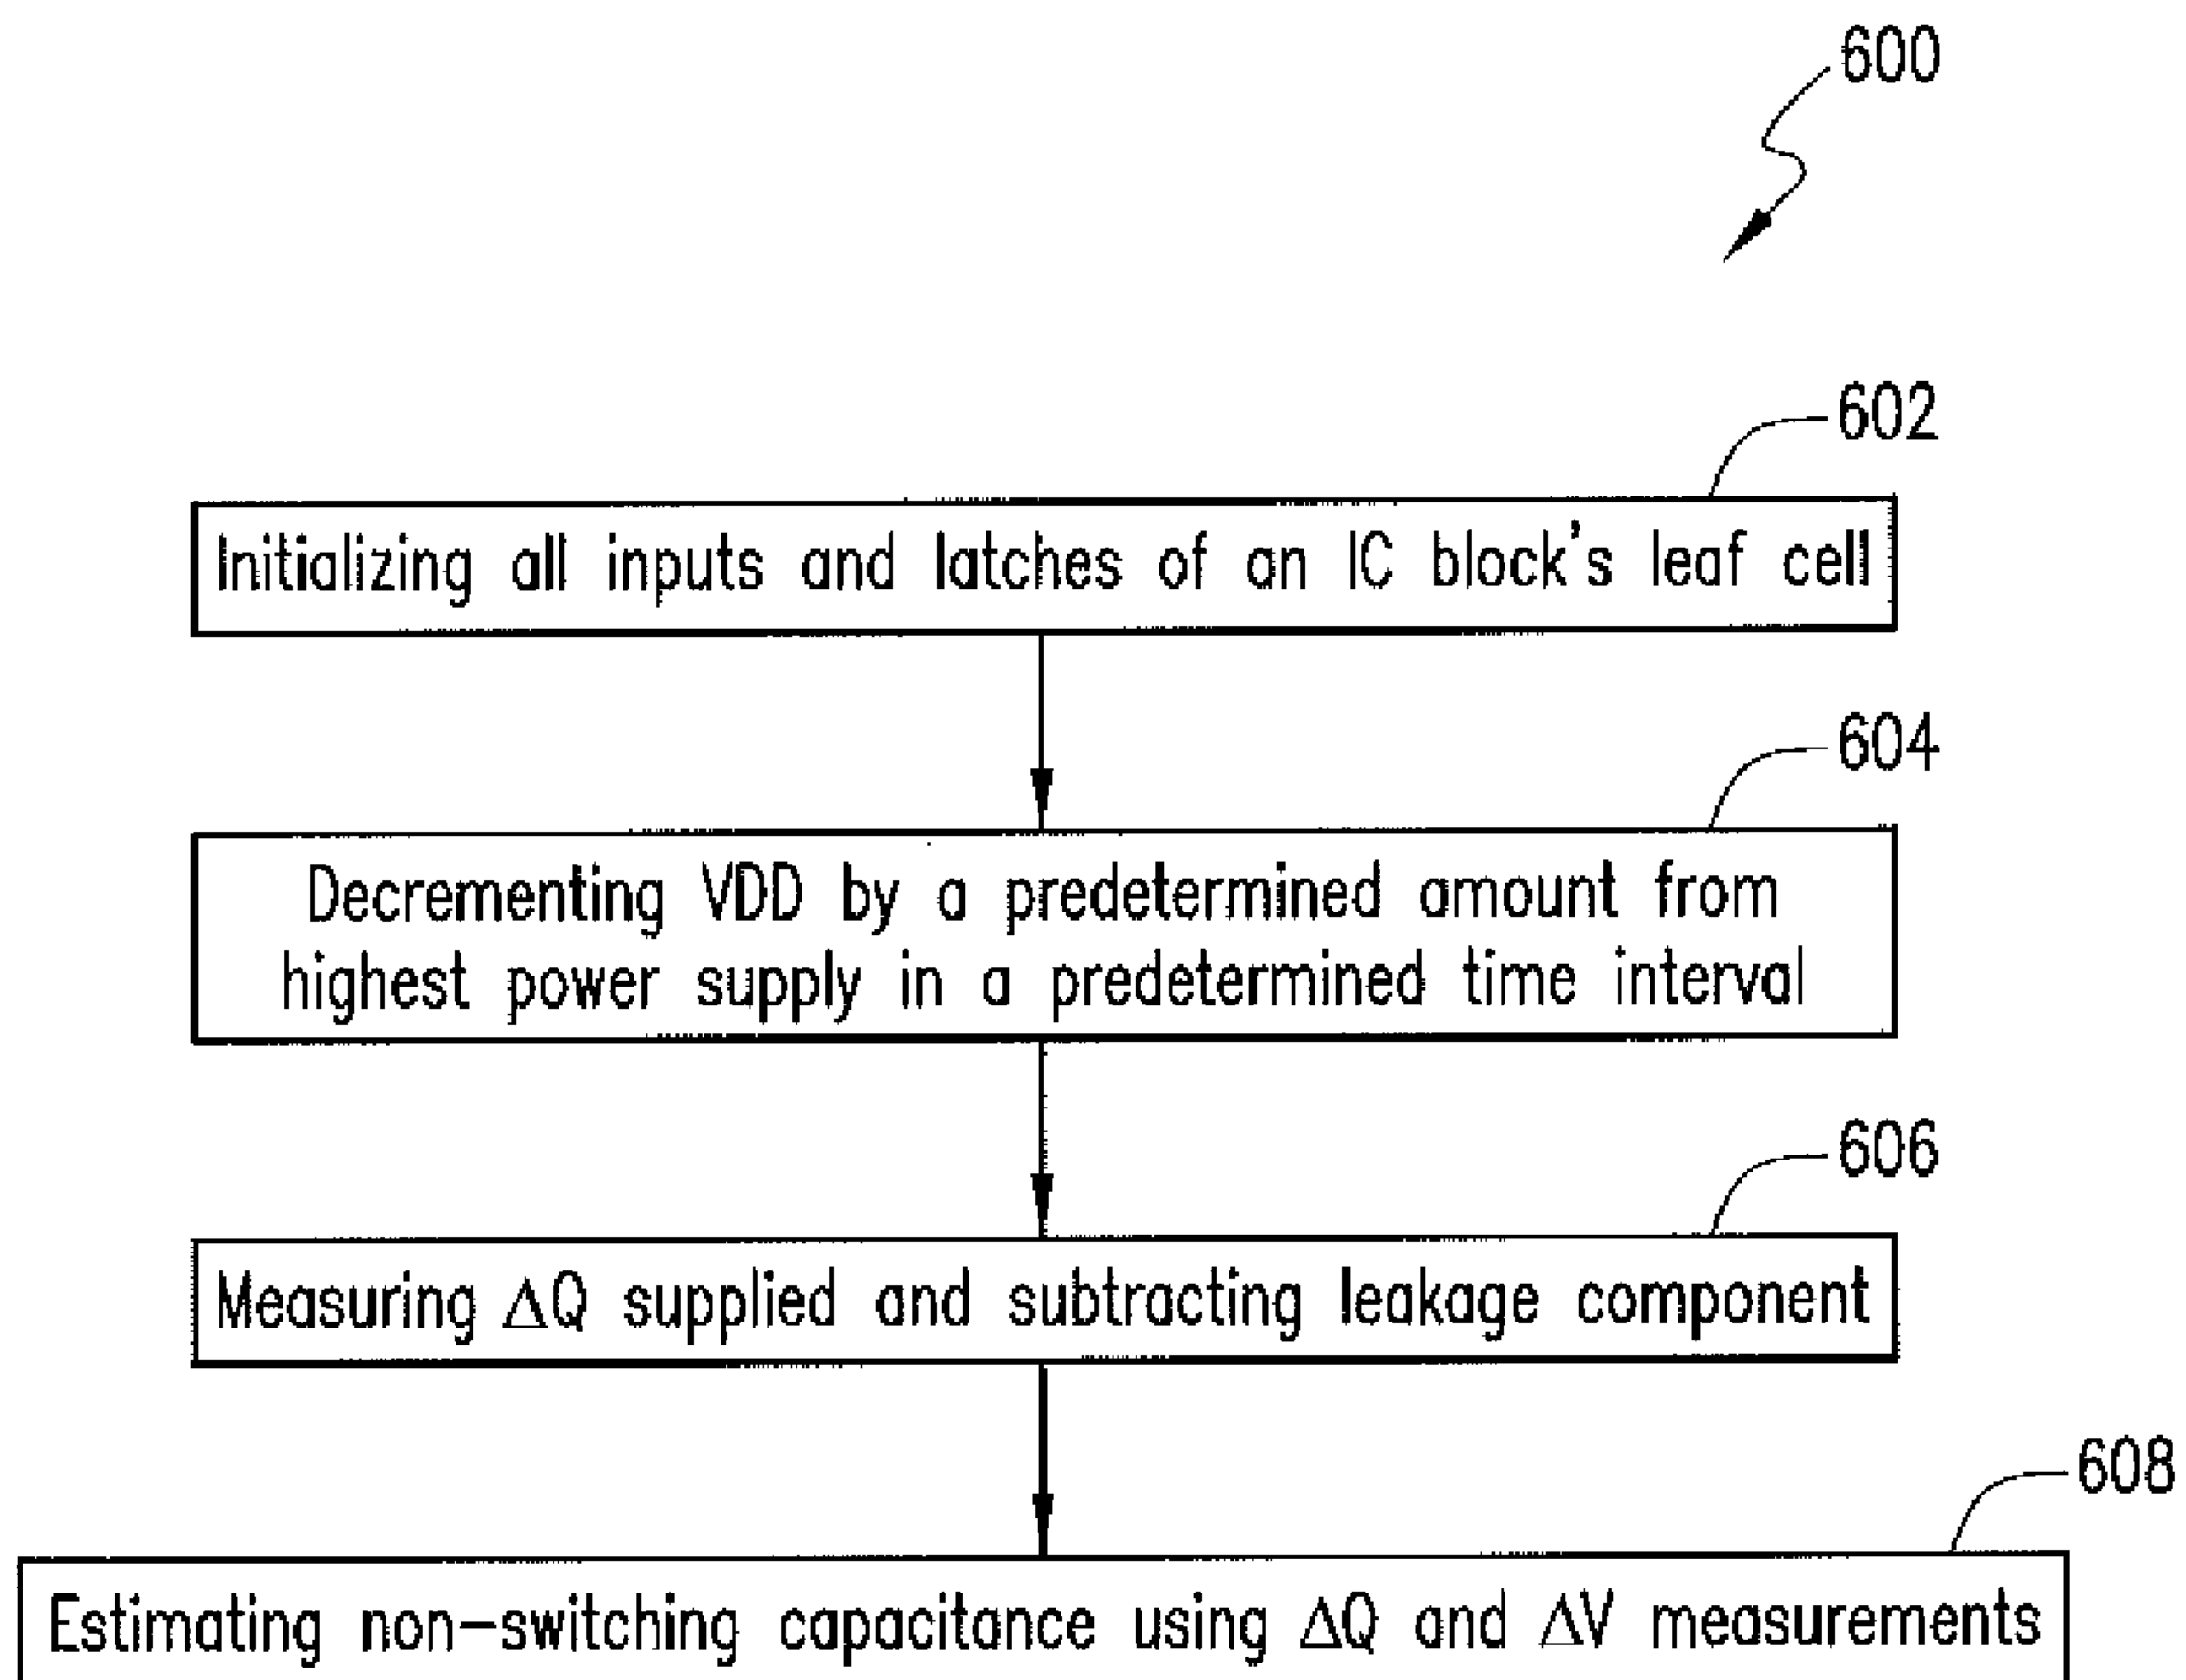 600
602
Initializing all inputs and latches of an IC block's leaf cell
604
Decrementing VDD by a predetermined amount from
highest power supply in a predetermined time interval
606
Measuring ΔQ supplied and subtracting leakage component
608
Estimating non-switching capacitance using ΔQ and ΔV measurements